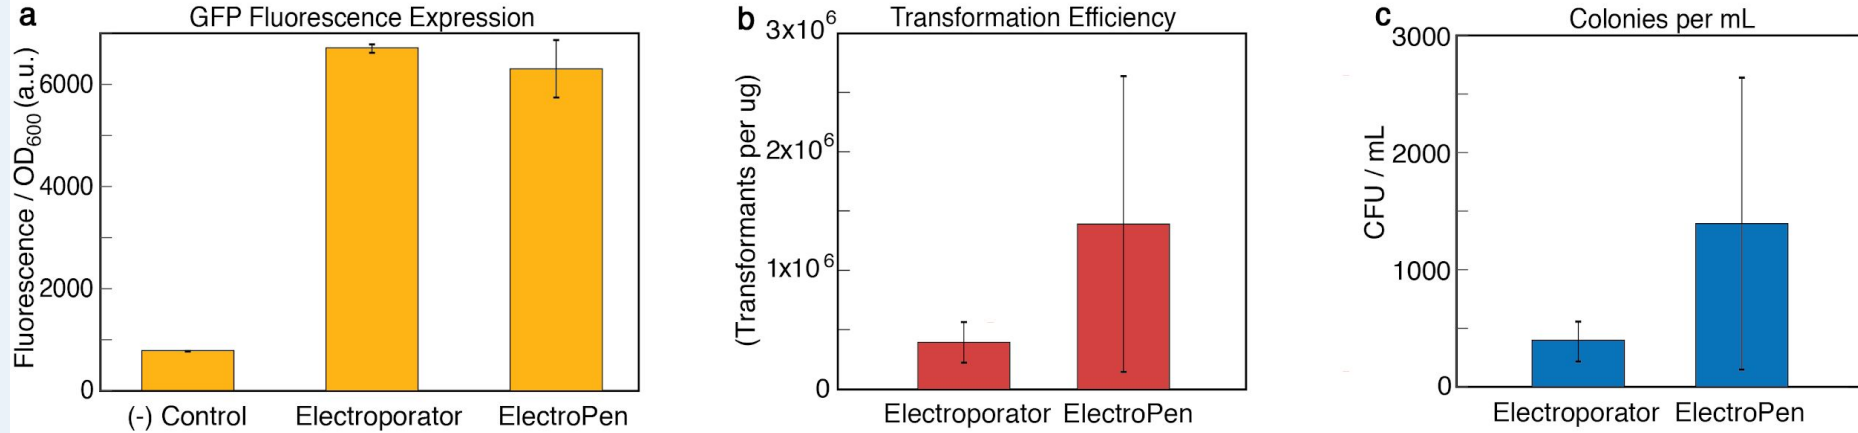 a
GFP Fluorescence Expression
Fluorescence / OD600 (a.u.)
6000
4000
2000
0
(-) Control
Electroporator
ElectroPen
b
Transformation Efficiency
(Transformants per ug)
3x10^6
2x10^6
1x10^6
0
Electroporator
ElectroPen
c
Colonies per mL
CFU / mL
3000
2000
1000
0
Electroporator
ElectroPen